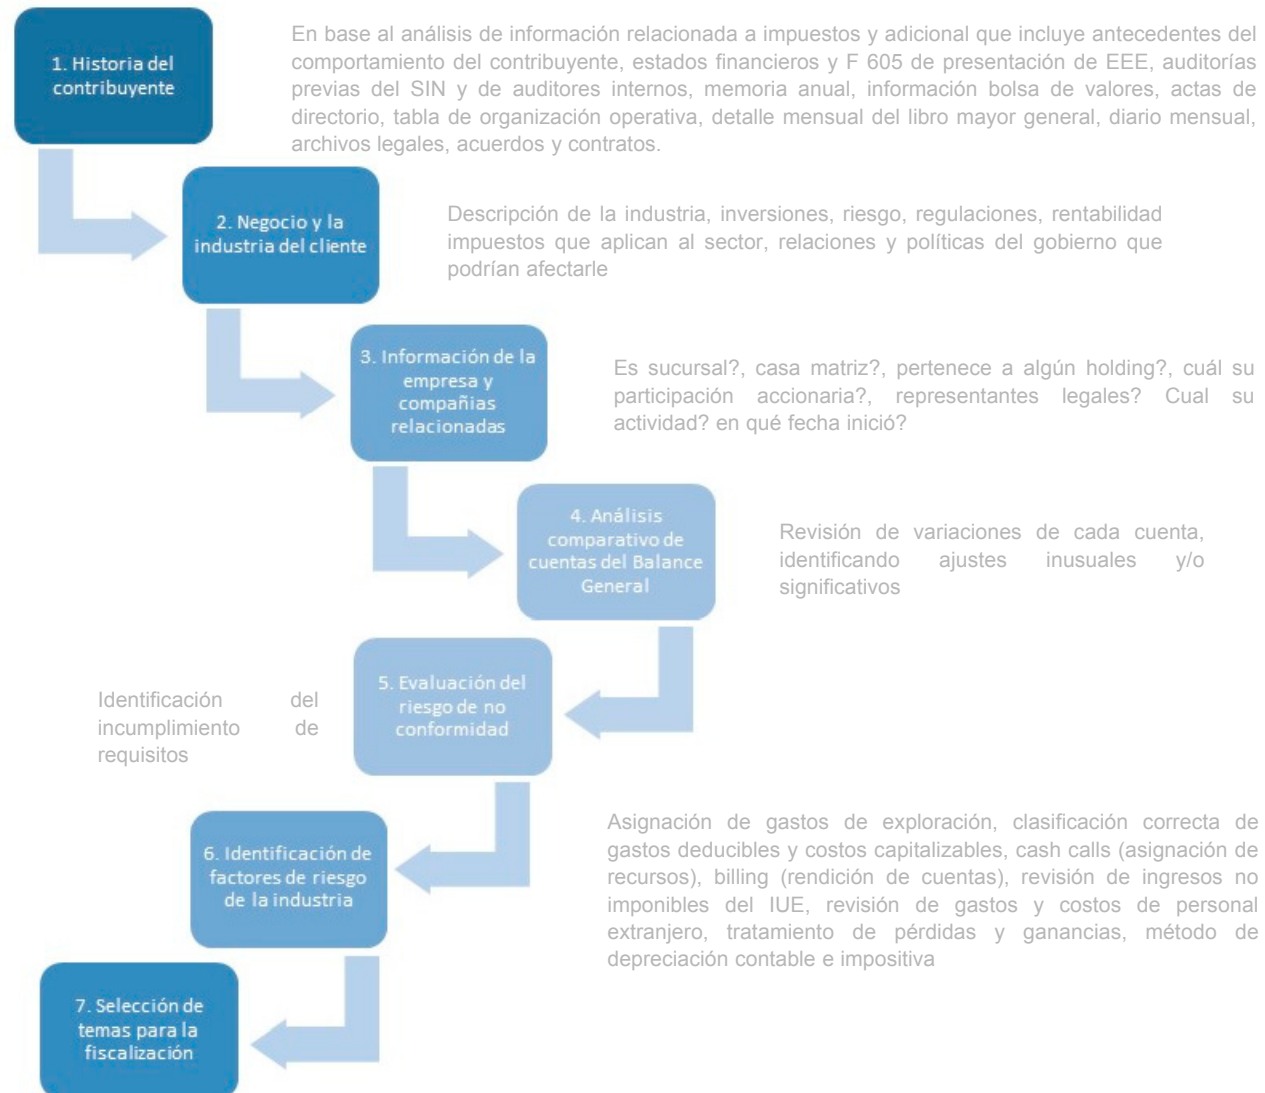 1. Historia del
contribuyente
En base al análisis de información relacionada a impuestos y adicional que incluye antecedentes del
comportamiento del contribuyente, estados financieros y F 605 de presentación de EEE, auditorías
previas del SIN y de auditores internos, memoria anual, información bolsa de valores, actas de
directorio, tabla de organización operativa, detalle mensual del libro mayor general, diario mensual,
archivos legales, acuerdos y contratos.
2. Negocio y la
industria del cliente
Descripción de la industria, inversiones, riesgo, regulaciones, rentabilidad
impuestos que aplican al sector, relaciones y políticas del gobierno que
podrían afectarle
3. Información de la
empresa y
compañias
relacionadas
Es sucursal?, casa matriz?, pertenece a algún holding?, cuál su
participación accionaria?, representantes legales? Cual su
actividad? en qué fecha inició?
4. Análisis
comparativo de
cuentas del Balance
General
Revisión de variaciones de cada cuenta,
identificando ajustes inusuales y/o
significativos
5. Evaluación del
riesgo de no
conformidad
Identificación del
incumplimiento de
requisitos
6. Identificación de
factores de riesgo
de la industria
Asignación de gastos de exploración, clasificación correcta de
gastos deducibles y costos capitalizables, cash calls (asignación de
recursos), billing (rendición de cuentas), revisión de ingresos no
imponibles del IUE, revisión de gastos y costos de personal
extranjero, tratamiento de pérdidas y ganancias, método de
depreciación contable e impositiva
7. Selección de
temas para la
fiscalización